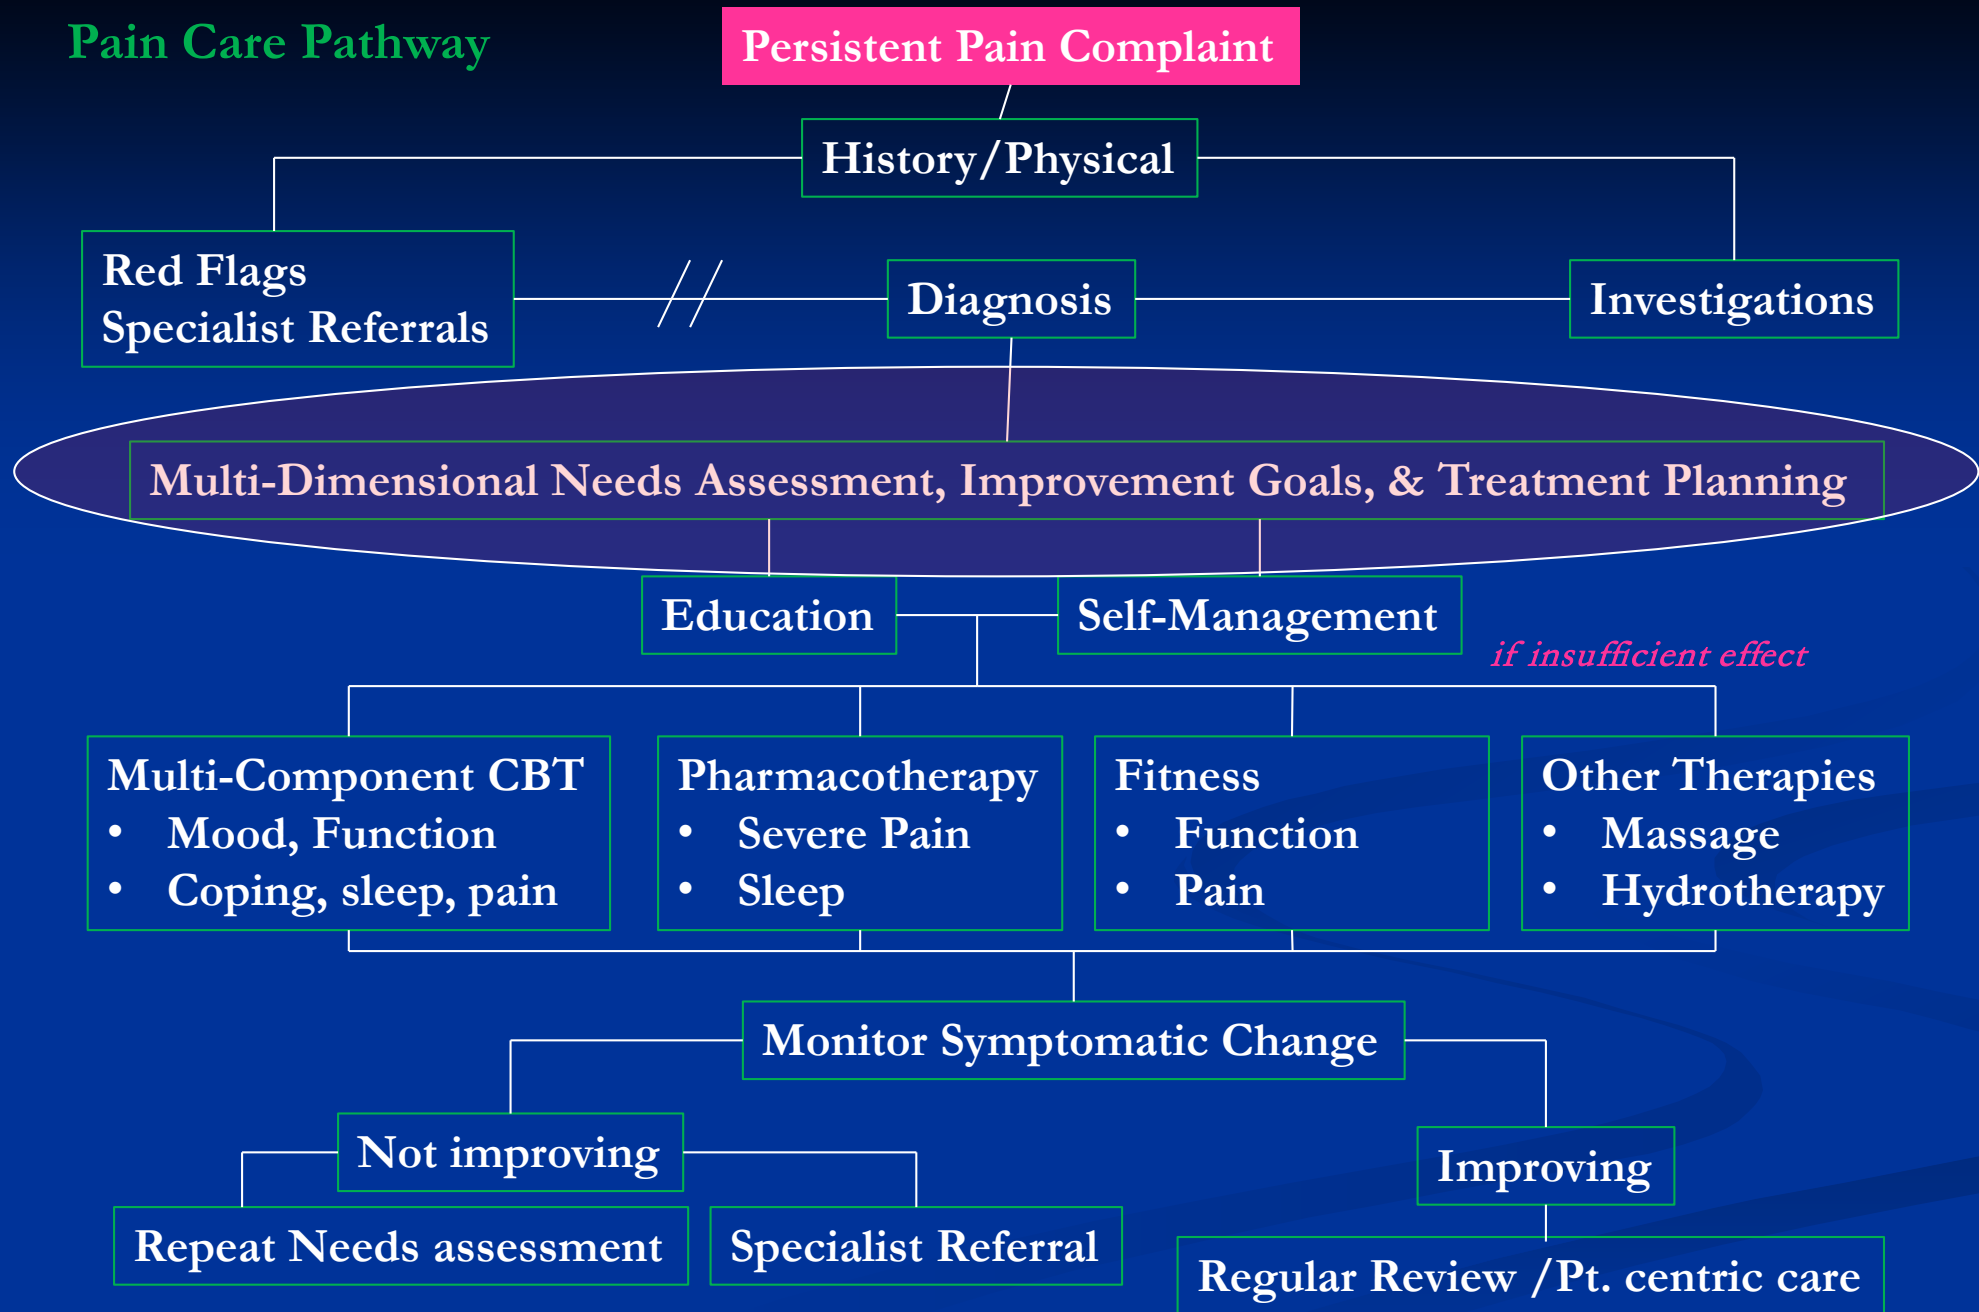 Pain Care Pathway
Persistent Pain Complaint
History/Physical
Red Flags
Specialist Referrals
Diagnosis
Investigations
Multi-Dimensional Needs Assessment, Improvement Goals, & Treatment Planning
Education
Self-Management
if insufficient effect
Multi-Component CBT
• Mood, Function
• Coping, sleep, pain
Pharmacotherapy
• Severe Pain
• Sleep
Fitness
• Function
• Pain
Other Therapies
• Massage
• Hydrotherapy
Monitor Symptomatic Change
Not improving
Improving
Repeat Needs assessment
Specialist Referral
Regular Review /Pt. centric care